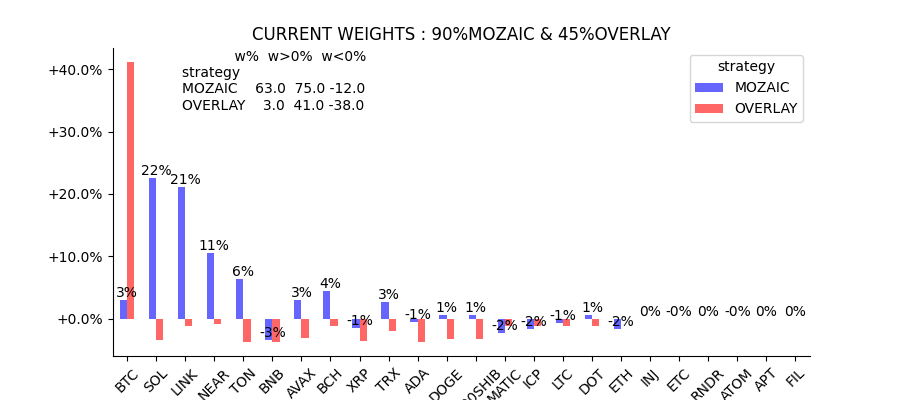 CURRENT WEIGHTS : 90%MOZAIC & 45%OVERLAY
w% w>0% w<0%
strategy
MOZAIC 63.0 75.0 -12.0
OVERLAY 3.0 41.0 -38.0
strategy
MOZAIC
OVERLAY
+40.0%
+30.0%
+20.0%
+10.0%
+0.0%
3%
22%
21%
11%
6%
-3%
3%
4%
-1%
3%
-1%
1%
1%
-2%
-2%
-1%
1%
-2%
0%
-0%
0%
-0%
0%
0%
BTC
SOL
LINK
NEAR
TON
BNB
AVAX
BCH
XRP
TRX
ADA
DOGE
00SHIB
MATIC
ICP
LTC
DOT
ETH
INJ
ETC
RNDR
ATOM
APT
FIL